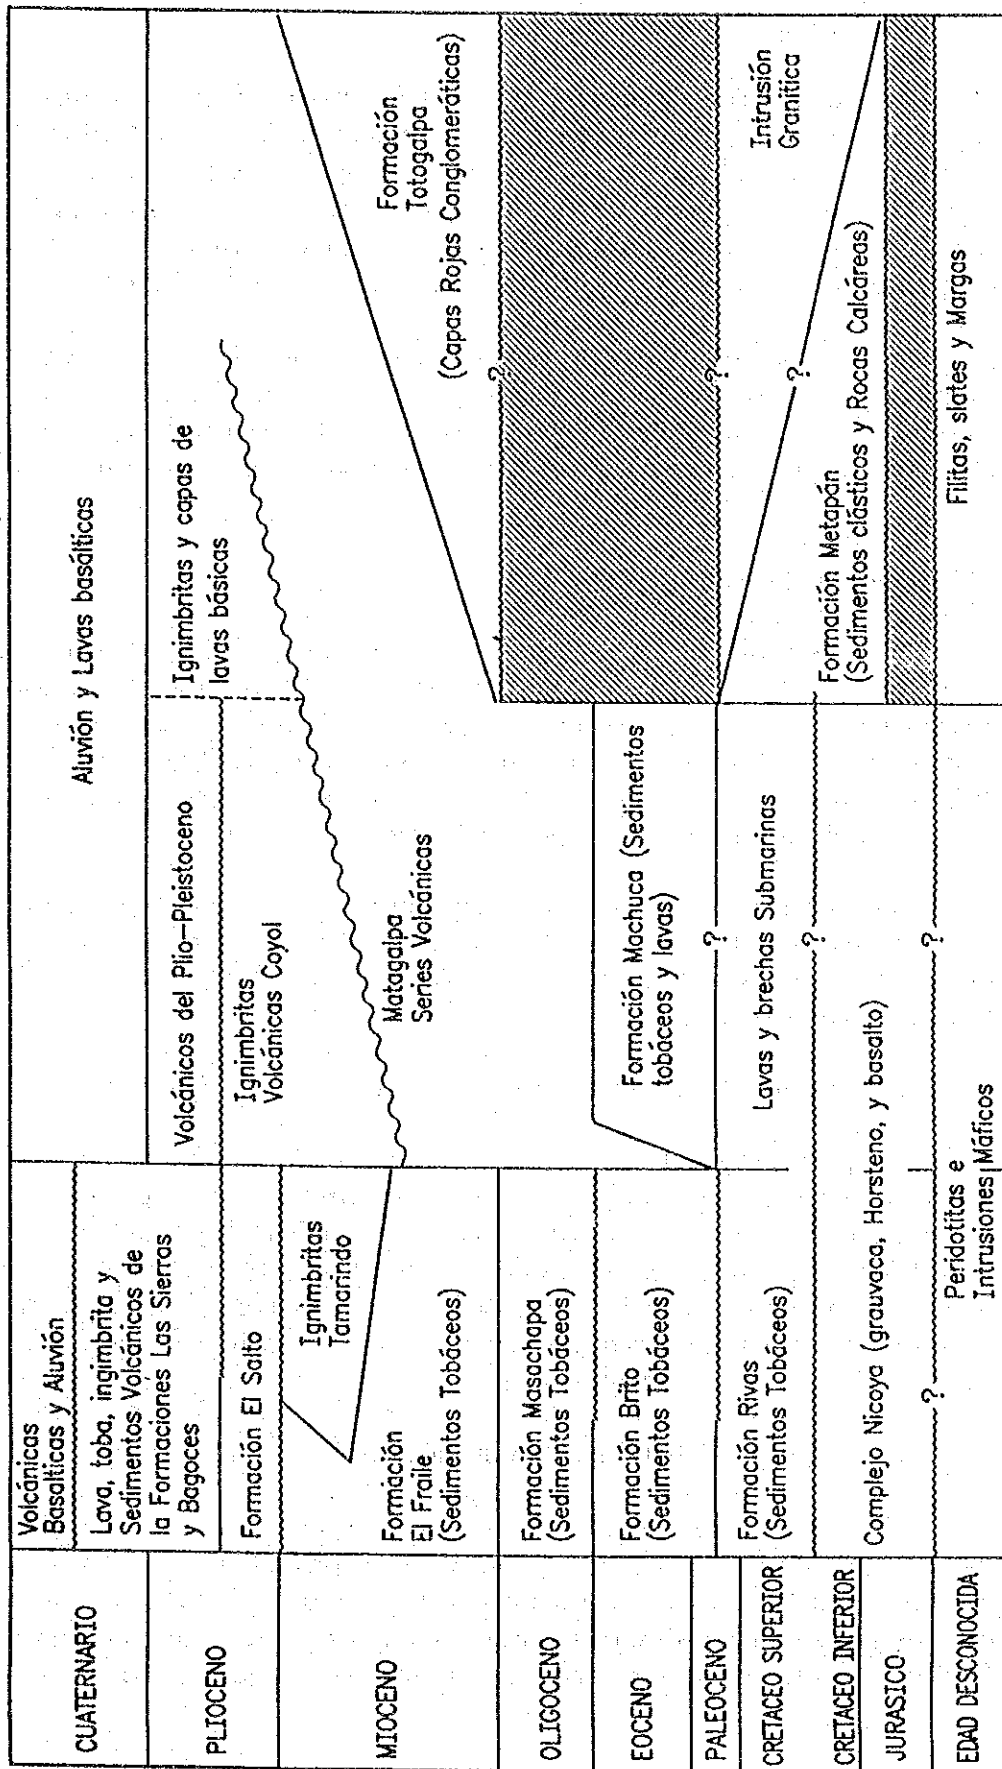 CUATERNARIO
Volcánicas
Basalticas y Aluvión
Lava, toba, ingimbrita y
Sedimentos Volcánicos de
la Formaciones Las Sierras
y Bagoces
Aluvión y Lavas basálticas
PLIOCENO
Formación El Salto
Volcánicos del Plio-Pleistoceno
Ignimbritas
Volcánicas Coyol
Ignimbritas y capas de
lavas básicas
MIOCENO
Ignimbritas
Tamarindo
Formación
El Fraile
(Sedimentos Tobáceos)
Matagalpa
Series Volcánicas
Formación
Totogalpa
(Capas Rojas Conglomeráticas)
?
OLIGOCENO
Formación Masachapa
(Sedimentos Tobáceos)
EOCENO
Formación Brito
(Sedimentos Tobáceos)
Formación Machuca (Sedimentos
tobáceos y lavas)
PALEOCENO
?
?
CRETACEO SUPERIOR
Formación Rivas
(Sedimentos Tobáceos)
Lavas y brechas Submarinas
Intrusión
Granítica
?
CRETACEO INFERIOR
?
JURASICO
Complejo Nicoya (grauvaca, Horsteno, y basalto)
Formación Metapán
(Sedimentos clásticos y Rocas Calcáreas)
?
?
EDAD DESCONOCIDA
Peridotitas e
Intrusiones Máficos
Filitas, slates y Margas